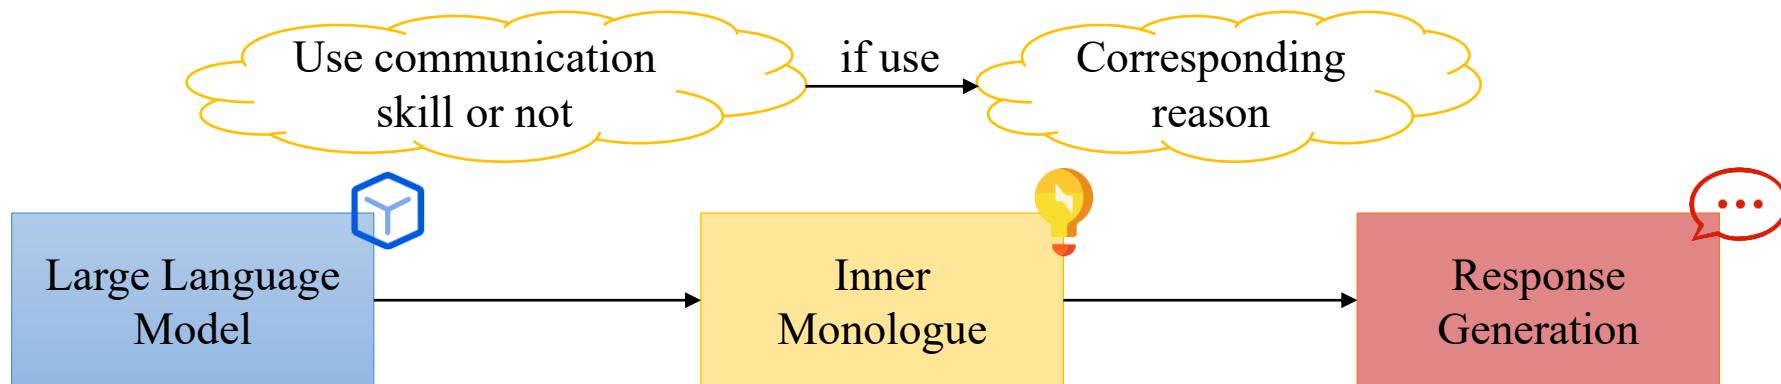 Use communication
skill or not
if use
Corresponding
reason
Large Language
Model
Inner
Monologue
Response
Generation